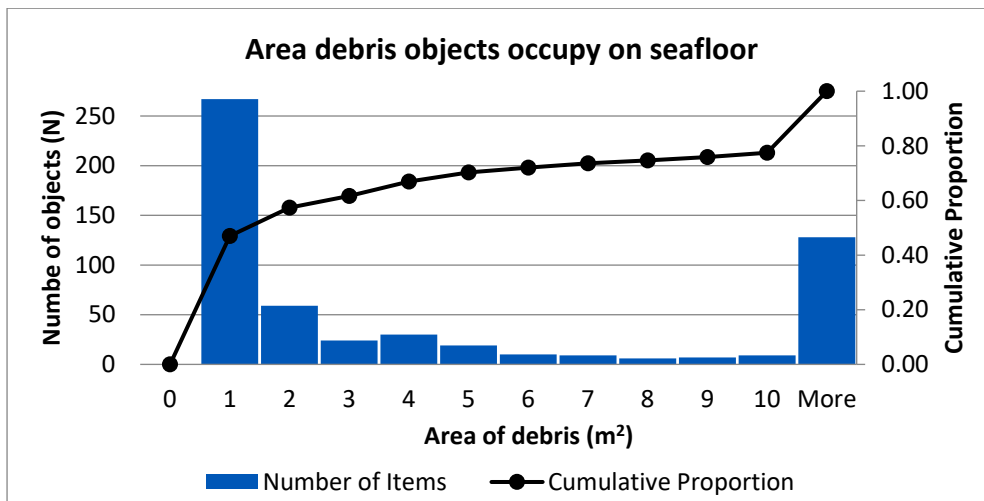 Area debris objects occupy on seafloor
Numbe of objects (N)
250
200
150
100
50
0
1.00
0.80
0.60
0.40
0.20
0.00
Cumulative Proportion
0 1 2 3 4 5 6 7 8 9 10 More
Area of debris (m²)
Number of Items Cumulative Proportion